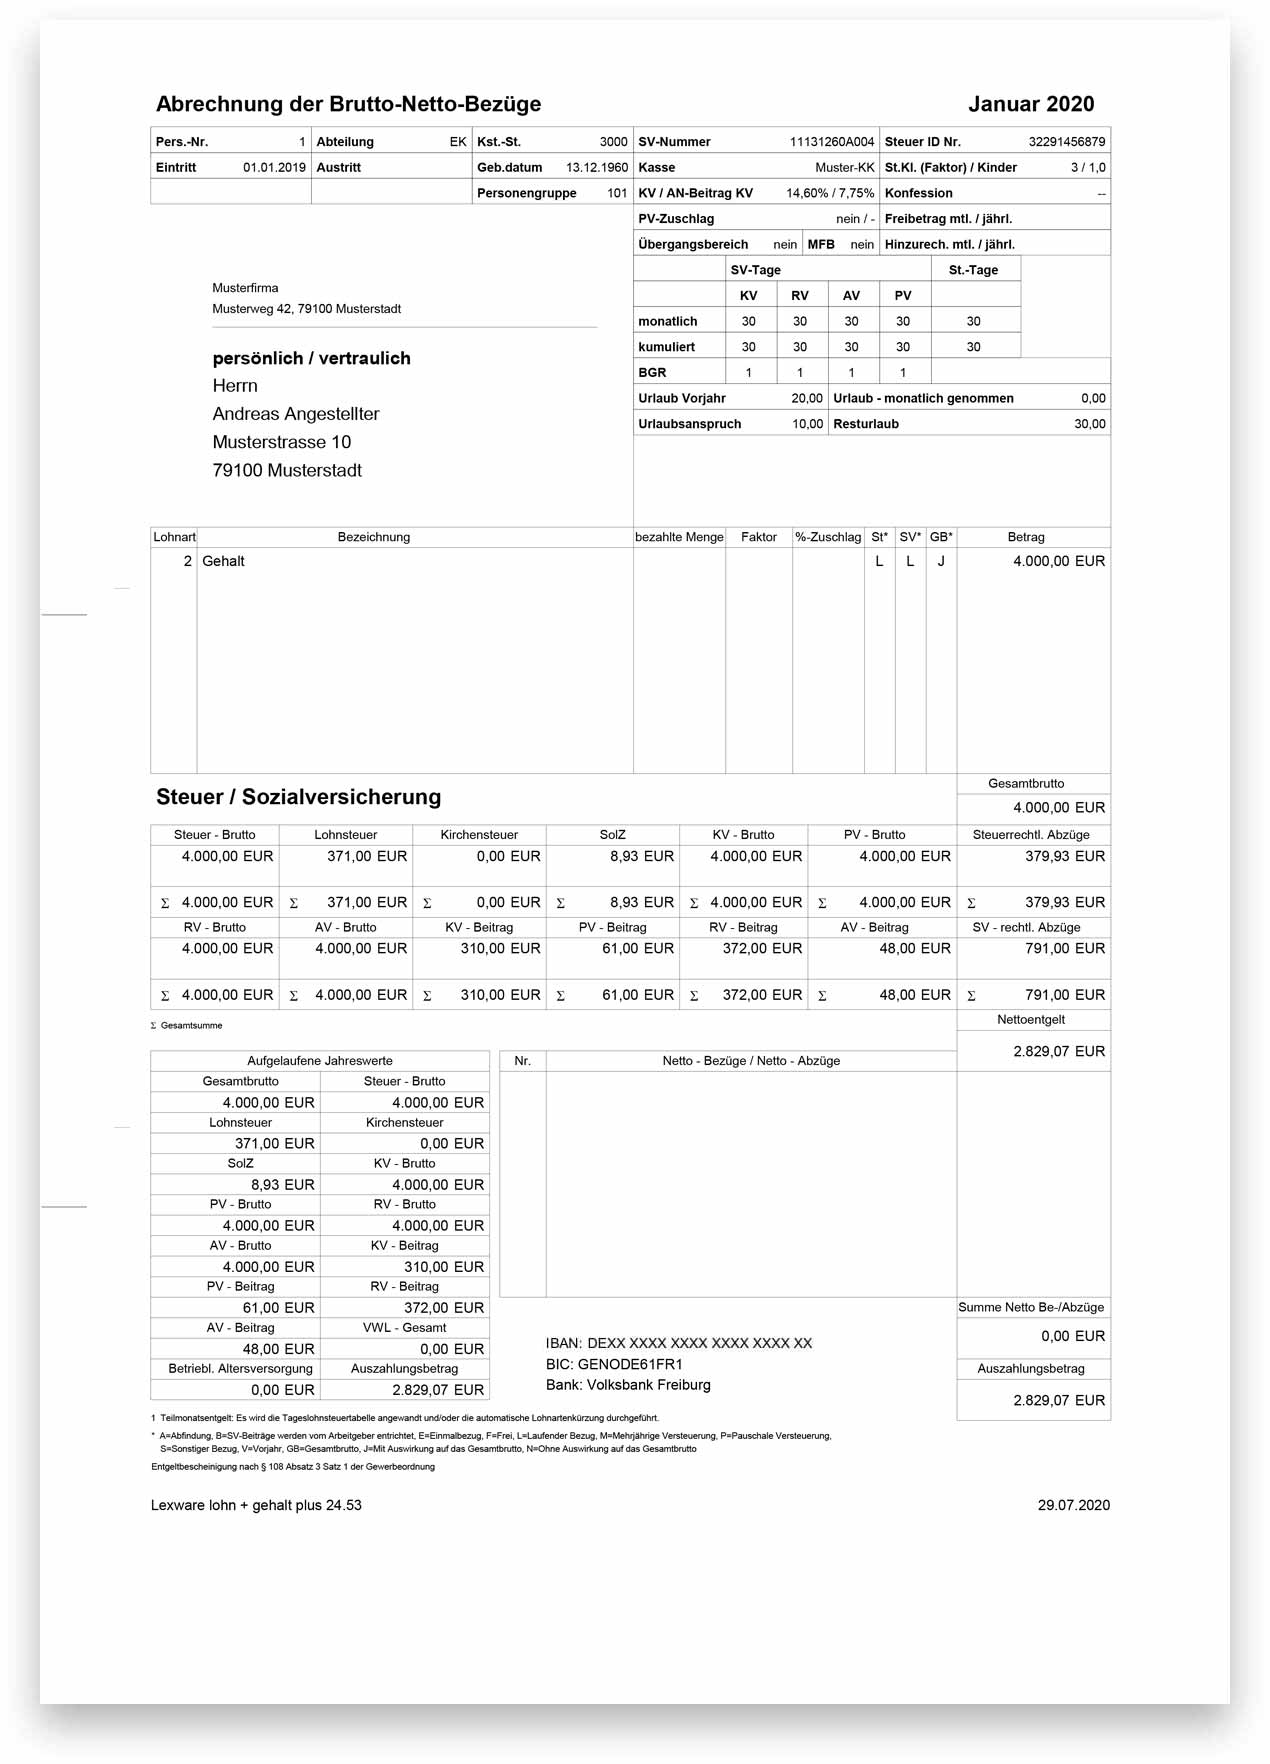 Abrechnung der Brutto-Netto-Bezüge Januar 2020
Pers.-Nr. 1 Abteilung EK Kst.-St. 3000 SV-Nummer 11131260A004 Steuer ID Nr. 32291456879
Eintritt 01.01.2019 Austritt Geb.datum 13.12.1960 Kasse Muster-KK St.Kl. (Faktor) / Kinder 3 / 1,0
Personengruppe 101 KV / AN-Beitrag KV 14,60% / 7,75% Konfession --
PV-Zuschlag nein / - Freibetrag mtl. / jährl.
Übergangsbereich nein MFB nein Hinzurech. mtl. / jährl.
SV-Tage St.-Tage
KV RV AV PV
monatlich 30 30 30 30 30
kumuliert 30 30 30 30 30
BGR 1 1 1 1
Urlaub Vorjahr 20,00 Urlaub - monatlich genommen 0,00
Urlaubsanspruch 10,00 Resturlaub 30,00
Musterfirma
Musterweg 42, 79100 Musterstadt
persönlich / vertraulich
Herrn
Andreas Angestellter
Musterstrasse 10
79100 Musterstadt
Lohnart Bezeichnung bezahlte Menge Faktor %-Zuschlag St* SV* GB* Betrag
2 Gehalt L L J 4.000,00 EUR
Gesamtbrutto
Steuer / Sozialversicherung 4.000,00 EUR
Steuer - Brutto Lohnsteuer Kirchensteuer SolZ KV - Brutto PV - Brutto Steuerrechtl. Abzüge
4.000,00 EUR 371,00 EUR 0,00 EUR 8,93 EUR 4.000,00 EUR 4.000,00 EUR 379,93 EUR
Σ 4.000,00 EUR Σ 371,00 EUR Σ 0,00 EUR Σ 8,93 EUR Σ 4.000,00 EUR Σ 4.000,00 EUR Σ 379,93 EUR
RV - Brutto AV - Brutto KV - Beitrag PV - Beitrag RV - Beitrag AV - Beitrag SV - rechtl. Abzüge
4.000,00 EUR 4.000,00 EUR 310,00 EUR 61,00 EUR 372,00 EUR 48,00 EUR 791,00 EUR
Σ 4.000,00 EUR Σ 4.000,00 EUR Σ 310,00 EUR Σ 61,00 EUR Σ 372,00 EUR Σ 48,00 EUR Σ 791,00 EUR
Σ Gesamtsumme
Nettoentgelt
2.829,07 EUR
Aufgelaufene Jahreswerte
Gesamtbrutto Steuer - Brutto
4.000,00 EUR 4.000,00 EUR
Lohnsteuer Kirchensteuer
371,00 EUR 0,00 EUR
SolZ KV - Brutto
8,93 EUR 4.000,00 EUR
PV - Brutto RV - Brutto
4.000,00 EUR 4.000,00 EUR
AV - Brutto KV - Beitrag
4.000,00 EUR 310,00 EUR
PV - Beitrag RV - Beitrag
61,00 EUR 372,00 EUR
AV - Beitrag VWL - Gesamt
48,00 EUR 0,00 EUR
Betriebl. Altersversorgung Auszahlungsbetrag
0,00 EUR 2.829,07 EUR
Nr. Netto - Bezüge / Netto - Abzüge
Summe Netto Be-/Abzüge
0,00 EUR
IBAN: DEXX XXXX XXXX XXXX XXXX XX
BIC: GENODE61FR1
Bank: Volksbank Freiburg
Auszahlungsbetrag
2.829,07 EUR
1 Teilmonatsentgelt: Es wird die Tageslohnsteuertabelle angewandt und/oder die automatische Lohnartenkürzung durchgeführt.
* A=Abfindung, B=SV-Beiträge werden vom Arbeitgeber entrichtet, E=Einmalbezug, F=Frei, L=Laufender Bezug, M=Mehrjährige Versteuerung, P=Pauschale Versteuerung,
S=Sonstiger Bezug, V=Vorjahr, GB=Gesamtbrutto, J=Mit Auswirkung auf das Gesamtbrutto, N=Ohne Auswirkung auf das Gesamtbrutto
Entgeltbescheinigung nach § 108 Absatz 3 Satz 1 der Gewerbeordnung
Lexware lohn + gehalt plus 24.53 29.07.2020